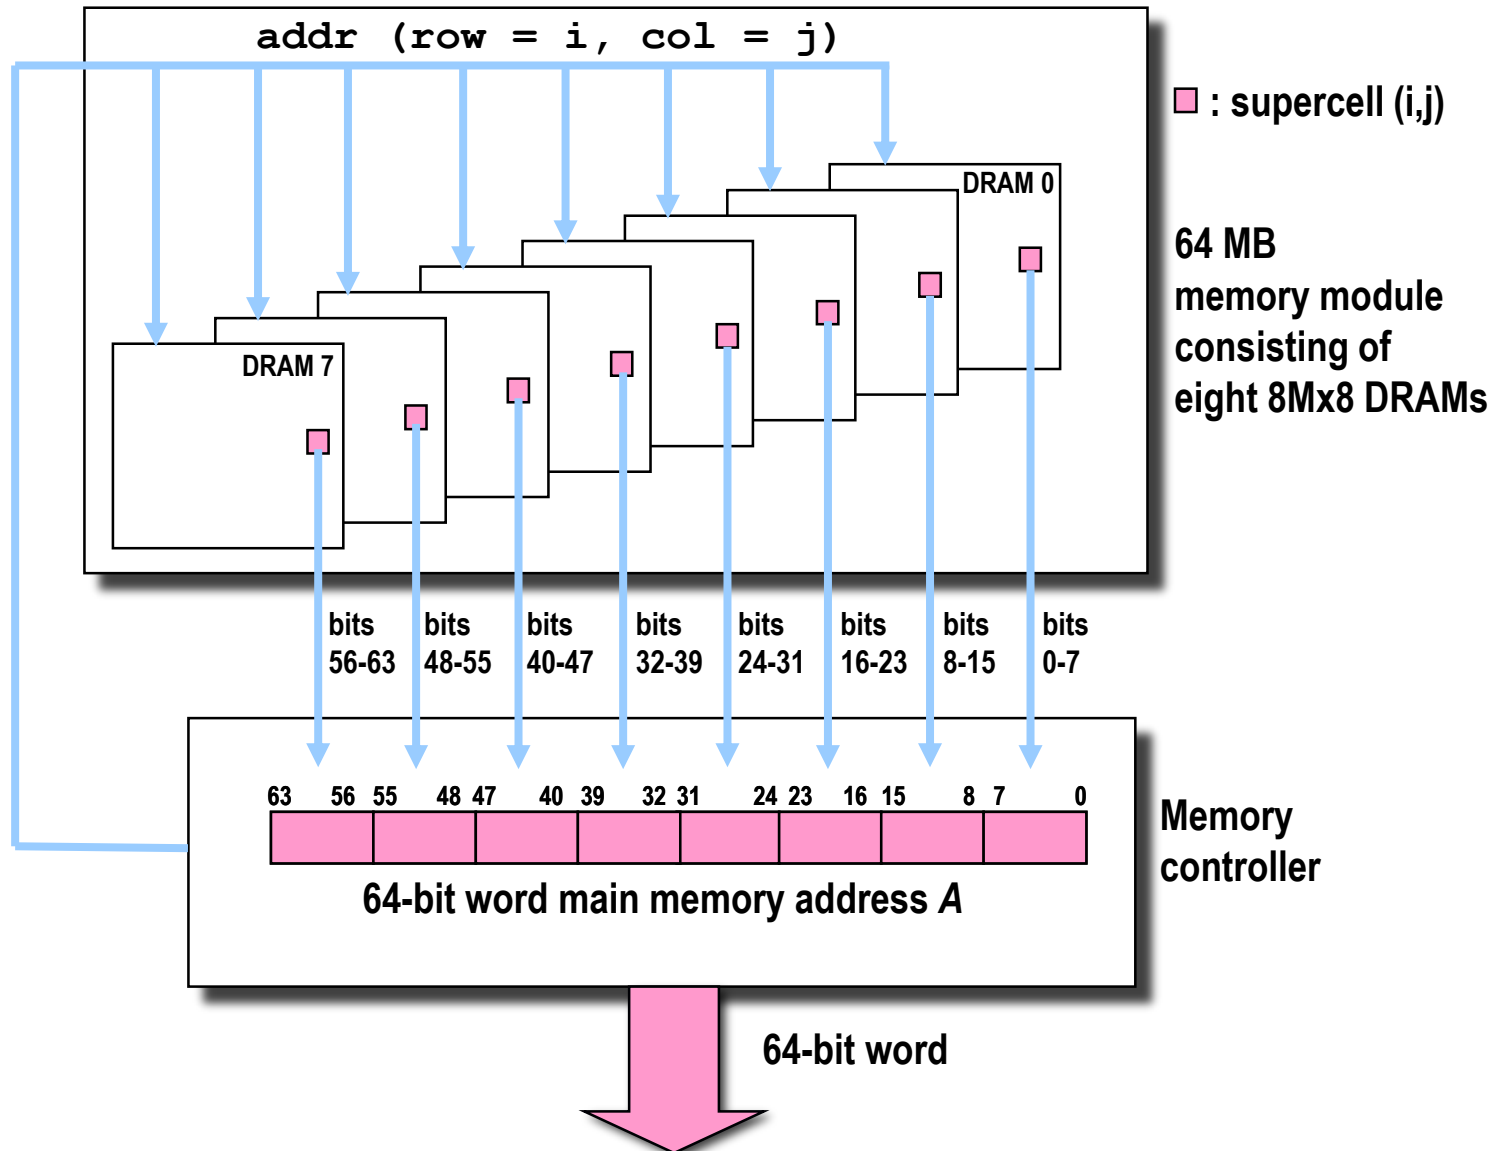 addr (row = i, col = j)
: supercell (i,j)
DRAM 0
64 MB
memory module
consisting of
eight 8Mx8 DRAMs
DRAM 7
bits
56-63
bits
48-55
bits
40-47
bits
32-39
bits
24-31
bits
16-23
bits
8-15
bits
0-7
63 56 55 48 47 40 39 32 31 24 23 16 15 8 7 0
Memory
controller
64-bit word main memory address A
64-bit word